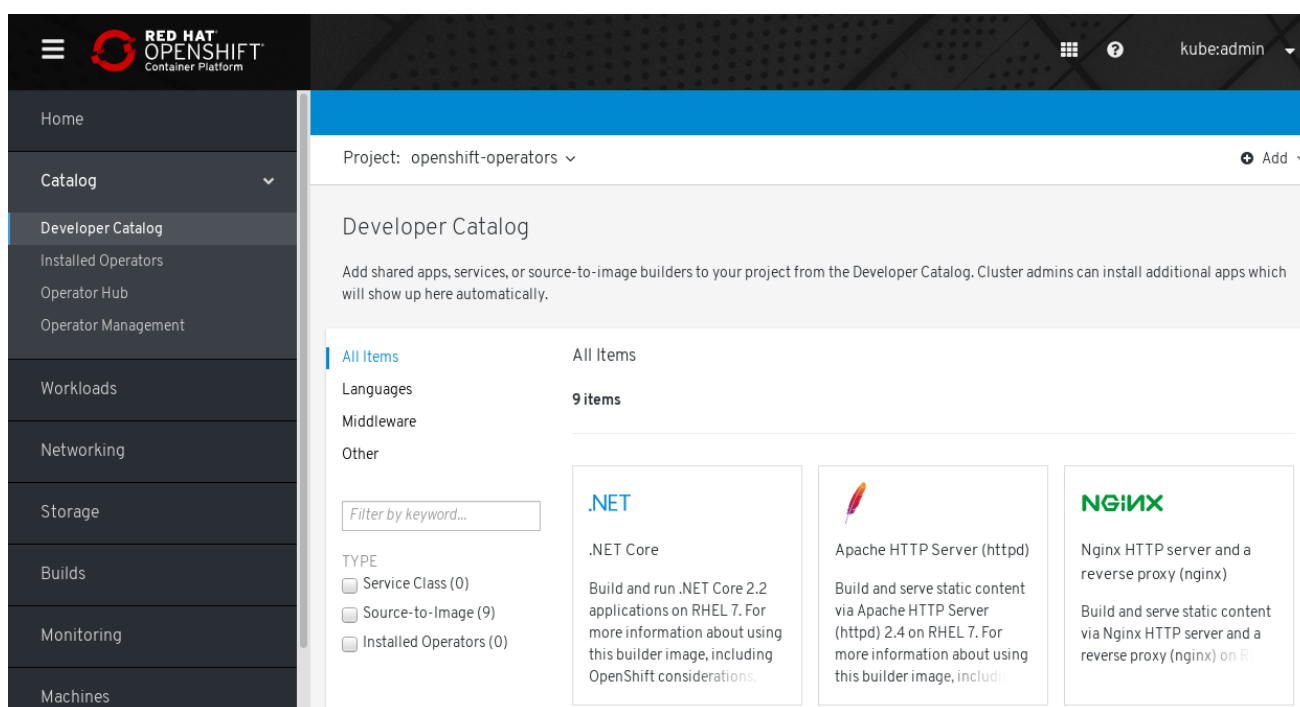 RED HAT
OPENSHIFT
Container Platform
kube:admin
Home
Catalog
Developer Catalog
Installed Operators
Operator Hub
Operator Management
Workloads
Networking
Storage
Builds
Monitoring
Machines
Project: openshift-operators
Add
Developer Catalog
Add shared apps, services, or source-to-image builders to your project from the Developer Catalog. Cluster admins can install additional apps which
will show up here automatically.
All Items
Languages
Middleware
Other
Filter by keyword...
TYPE
Service Class (0)
Source-to-Image (9)
Installed Operators (0)
All Items
9 items
.NET
.NET Core
Build and run .NET Core 2.2
applications on RHEL 7. For
more information about using
this builder image, including
OpenShift considerations,
Apache HTTP Server (httpd)
Build and serve static content
via Apache HTTP Server
(httpd) 2.4 on RHEL 7. For
more information about using
this builder image,
NGINX
Nginx HTTP server and a
reverse proxy (nginx)
Build and serve static content
via Nginx HTTP server and a
reverse proxy (nginx) on